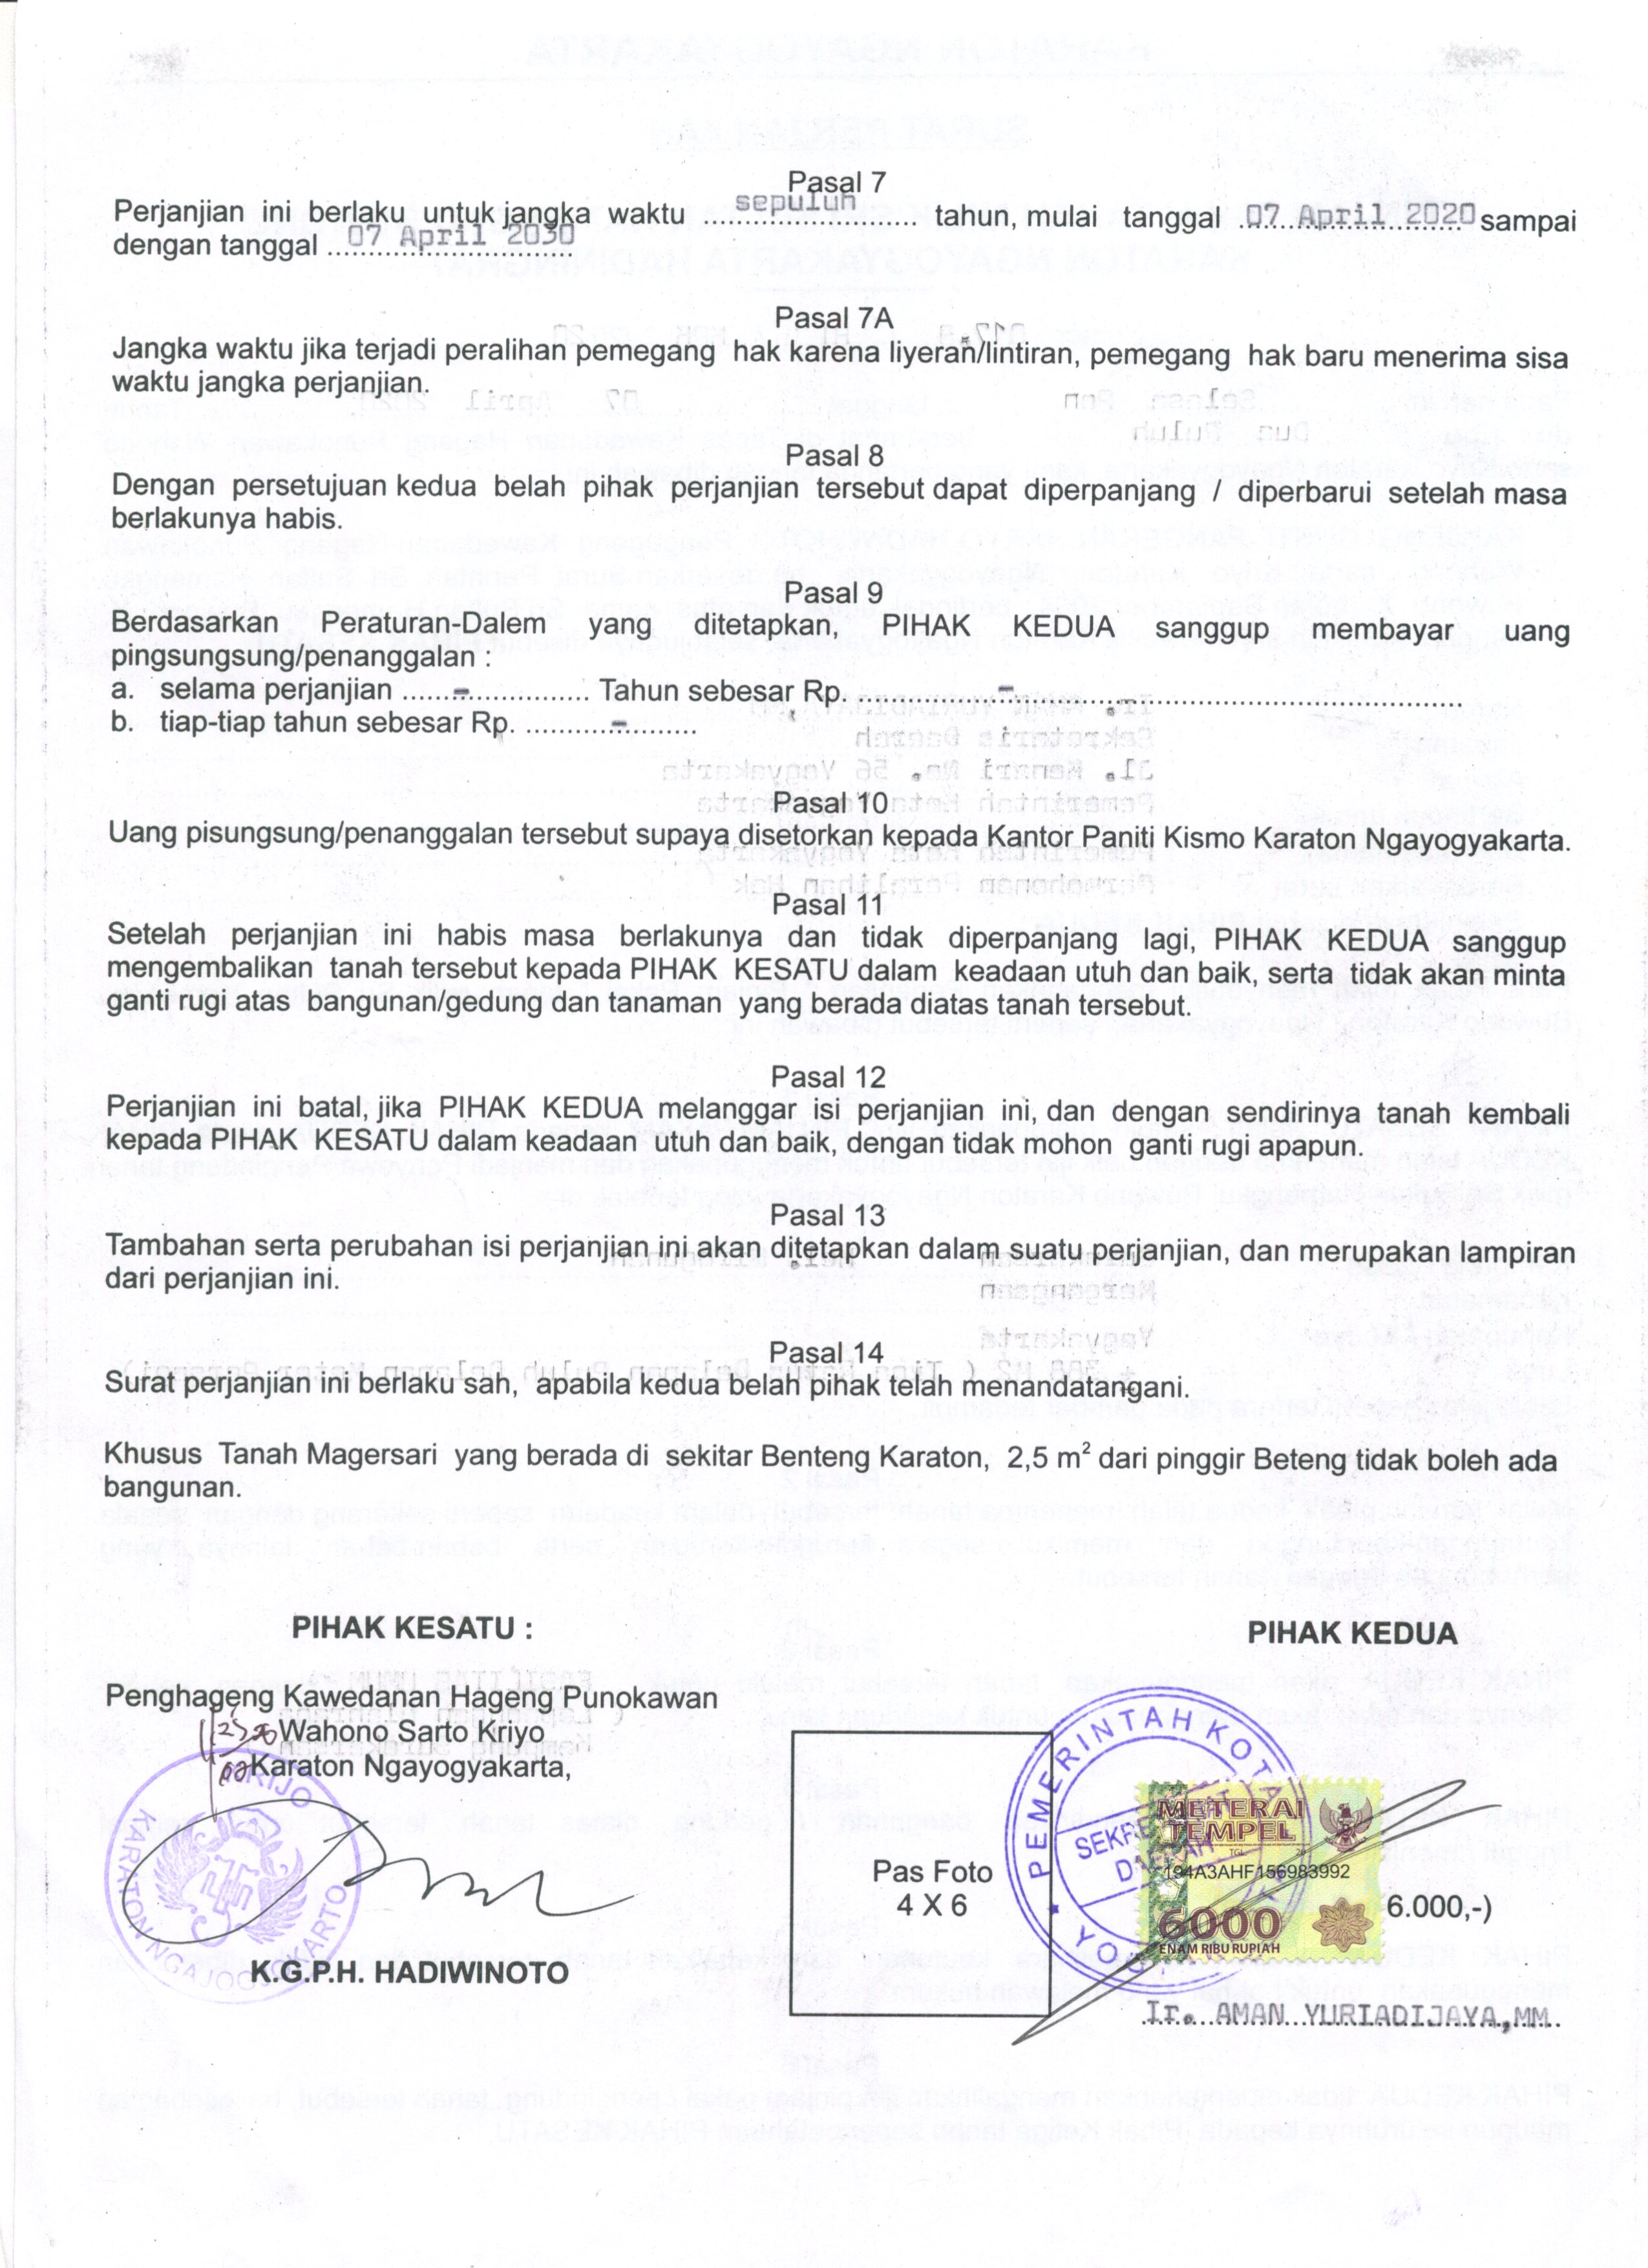 Pasal 7
Perjanjian ini berlaku untuk jangka waktu sepuluh tahun, mulai tanggal 07 April 2020 sampai
dengan tanggal 07 April 2030
Pasal 7A
Jangka waktu jika terjadi peralihan pemegang hak karena liyeran/lintiran, pemegang hak baru menerima sisa
waktu jangka perjanjian.
Pasal 8
Dengan persetujuan kedua belah pihak perjanjian tersebut dapat diperpanjang / diperbarui setelah masa
berlakunya habis.
Pasal 9
Berdasarkan Peraturan-Dalem yang ditetapkan, PIHAK KEDUA sanggup membayar uang
pingsungsung/penanggalan :
a. selama perjanjian .......-................ Tahun sebesar Rp. ....................-....................
b. tiap-tiap tahun sebesar Rp. ............-..........
Pasal 10
Uang pisungsung/penanggalan tersebut supaya disetorkan kepada Kantor Paniti Kismo Karaton Ngayogyakarta.
Pasal 11
Setelah perjanjian ini habis masa berlakunya dan tidak diperpanjang lagi, PIHAK KEDUA sanggup
mengembalikan tanah tersebut kepada PIHAK KESATU dalam keadaan utuh dan baik, serta tidak akan minta
ganti rugi atas bangunan/gedung dan tanaman yang berada diatas tanah tersebut.
Pasal 12
Perjanjian ini batal, jika PIHAK KEDUA melanggar isi perjanjian ini, dan dengan sendirinya tanah kembali
kepada PIHAK KESATU dalam keadaan utuh dan baik, dengan tidak mohon ganti rugi apapun.
Pasal 13
Tambahan serta perubahan isi perjanjian ini akan ditetapkan dalam suatu perjanjian, dan merupakan lampiran
dari perjanjian ini.
Pasal 14
Surat perjanjian ini berlaku sah, apabila kedua belah pihak telah menandatangani.
Khusus Tanah Magersari yang berada di sekitar Benteng Karaton, 2,5 m² dari pinggir Beteng tidak boleh ada
bangunan.
PIHAK KESATU :
PIHAK KEDUA
Penghageng Kawedanan Hageng Punokawan
Wahono Sarto Kriyo
Karaton Ngayogyakarta,
KRIJO
KARATON NGAJOGJOKARTO
K.G.P.H. HADIWINOTO
Pas Foto
4 X 6
PEMERINTAH KOTA
METERAI
TEMPEL
TGL 20
194A3AHF156983992
6000
ENAM RIBU RUPIAH
6.000,-)
Ir. AMAN YURIADIJAYA,MM.